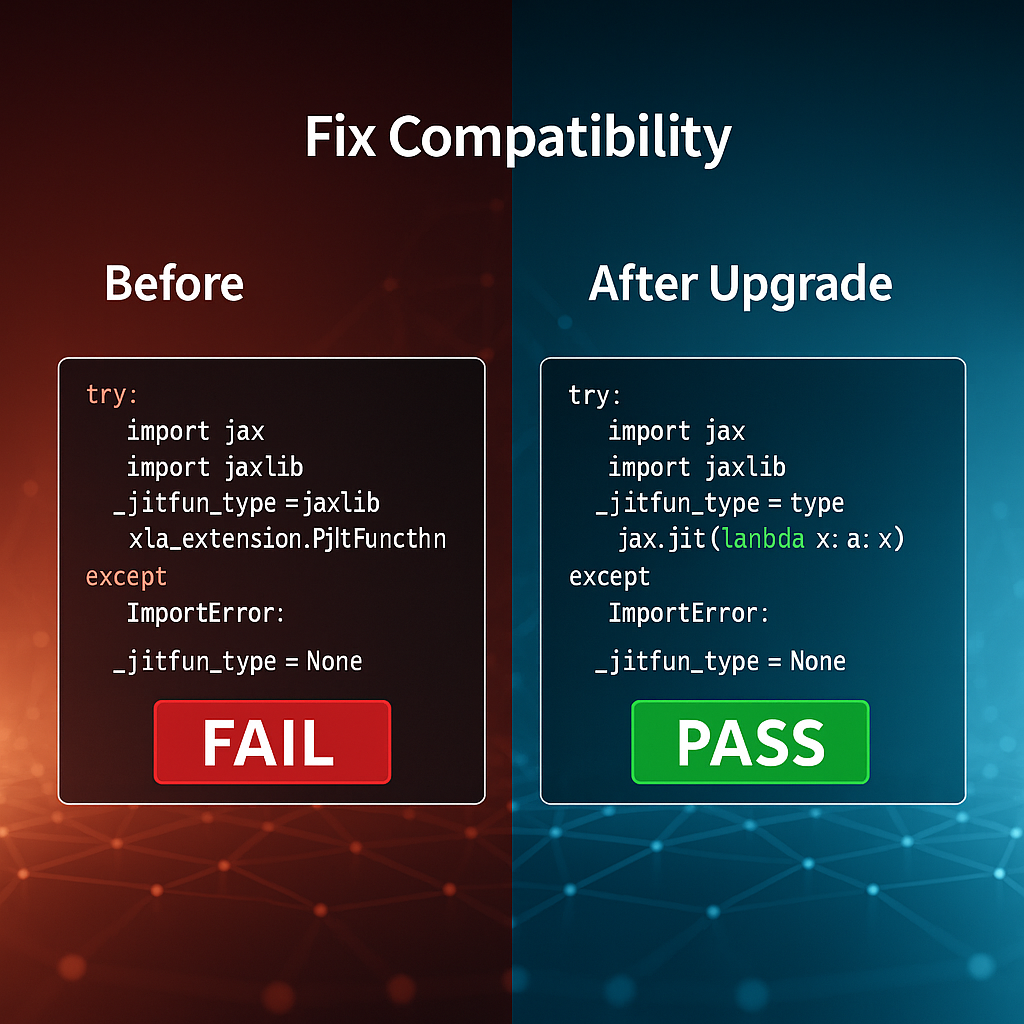 Fix Compatibility
Before
try:
import jax
import jaxlib
_jitfun_type = jaxlib
xla_extension.PjltFuncthn
except
ImportError:
_jitfun_type = None
FAIL
After Upgrade
try:
import jax
import jaxlib
_jitfun_type = type
jax.jit(lanbda x: a: x)
except
ImportError:
_jitfun_type = None
PASS